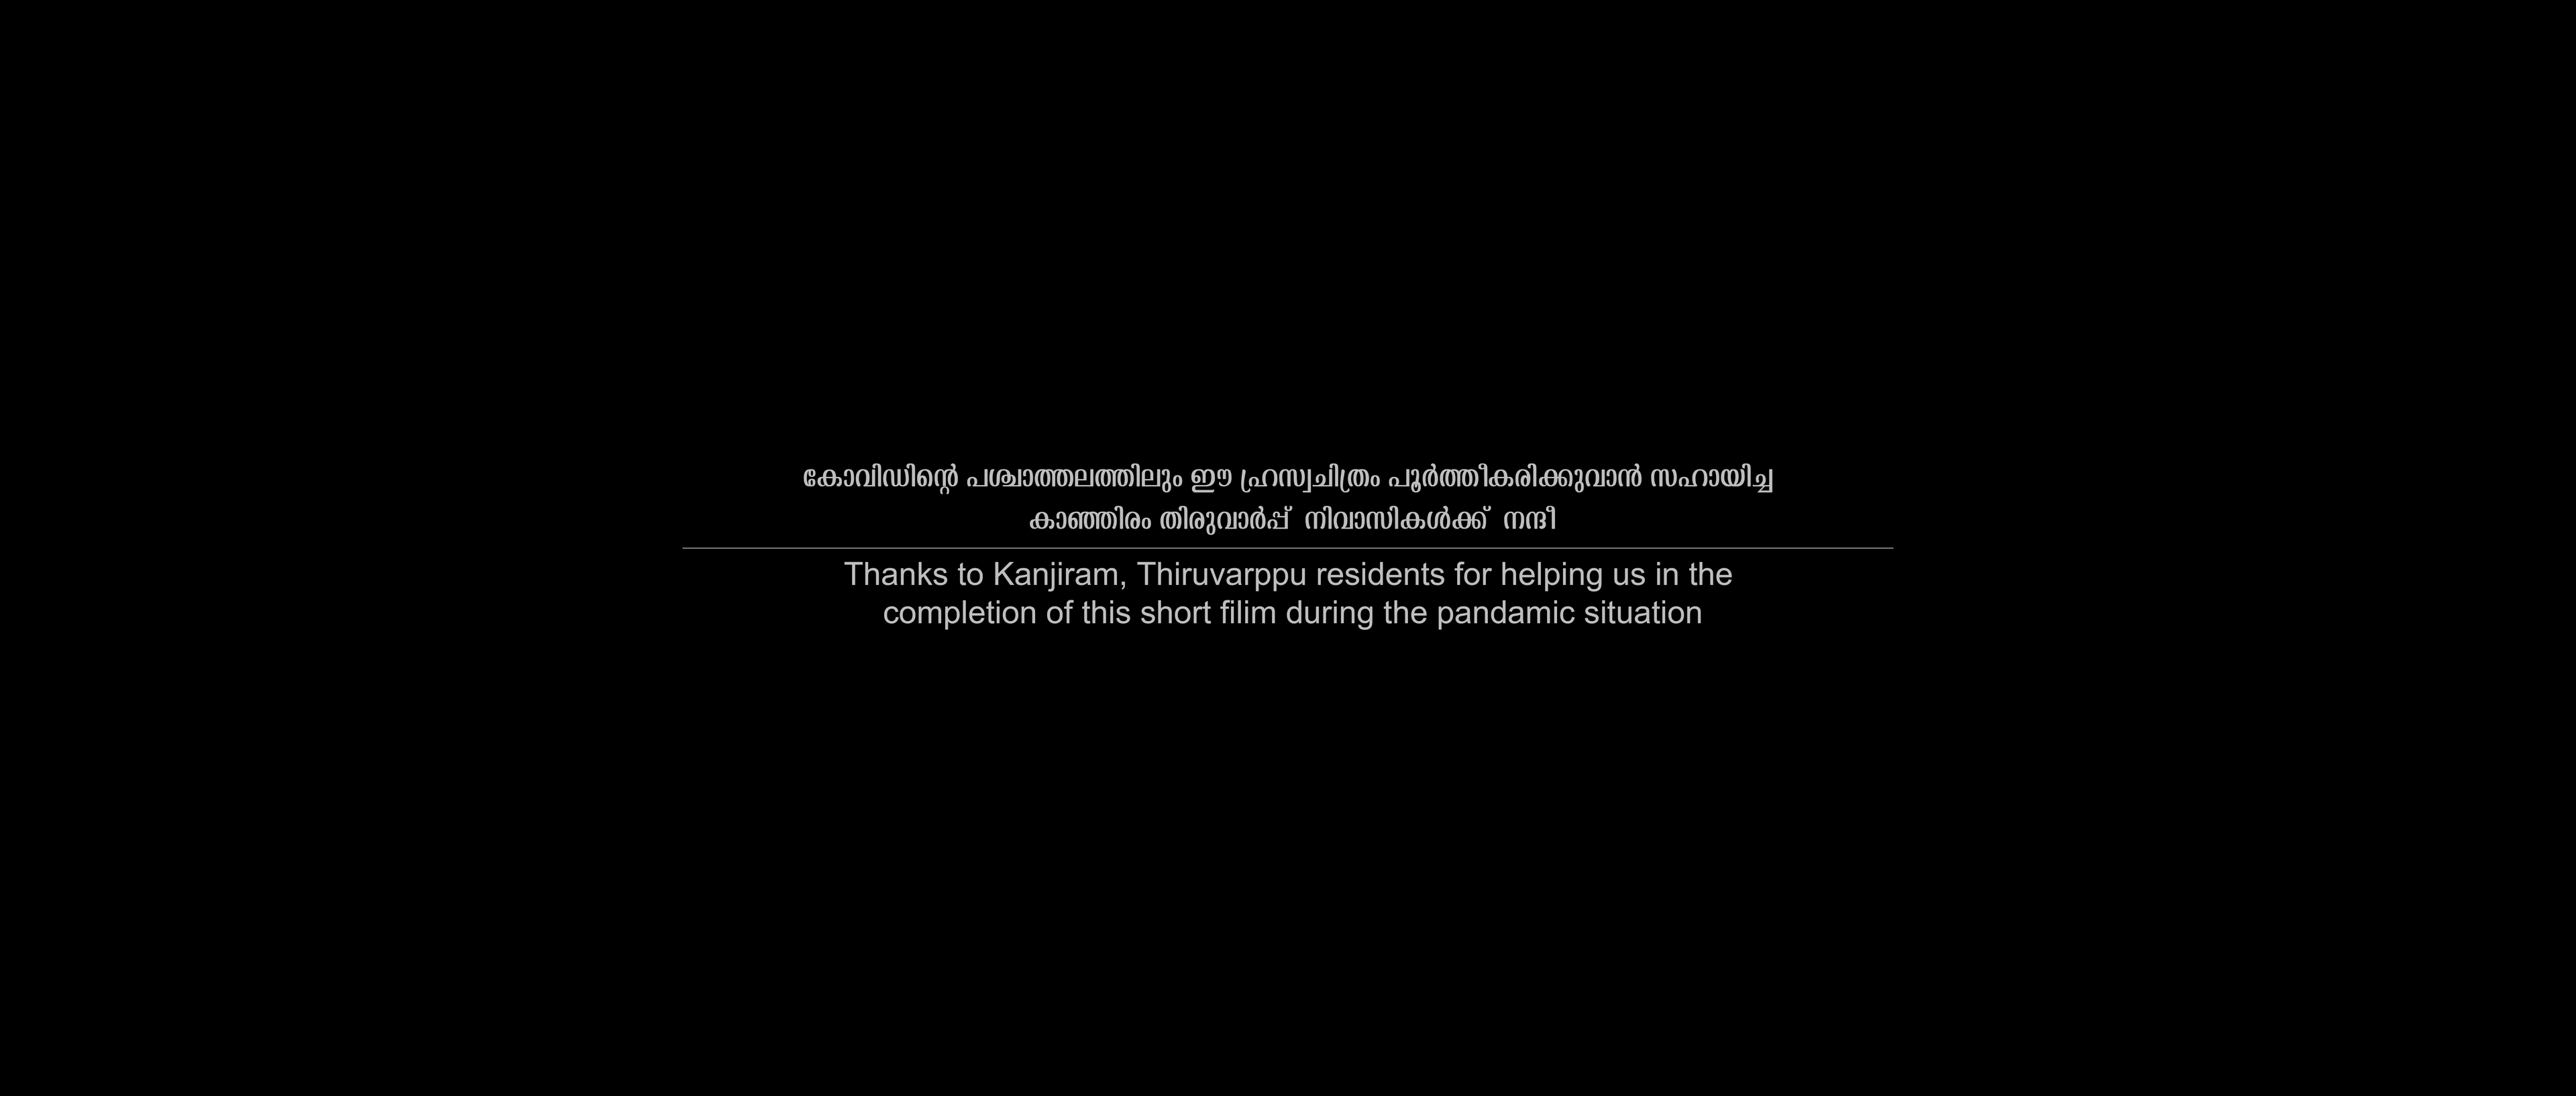 കോവിഡിന്റെ പശ്ചാത്തലത്തിലും ഈ ഹ്രസ്വചിത്രം പൂർത്തീകരിക്കുവാൻ സഹായിച്ച
കാഞ്ഞിരം തിരുവാർപ്പ് നിവാസികൾക്ക് നന്ദീ
Thanks to Kanjiram, Thiruvarppu residents for helping us in the
completion of this short filim during the pandamic situation